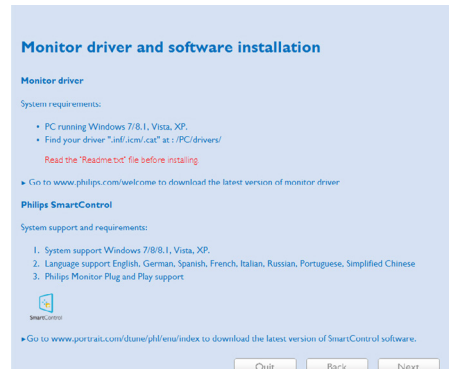 Monitor driver and software installation
Monitor driver
System requirements:
• PC running Windows 7/8.1, Vista, XP.
• Find your driver ".inf/.icm/.cat" at : /PC/drivers/
Read the "Readme.txt" file before installing
▸ Go to www.philips.com/welcome to download the latest version of monitor driver
Philips SmartControl
System support and requirements:
1. System support Windows 7/8/8.1, Vista, XP.
2. Language support English, German, Spanish, French, Italian, Russian, Portuguese, Simplified Chinese
3. Philips Monitor Plug and Play support
SmartControl
▸Go to www.portrait.com/dtune/phl/enu/index to download the latest version of SmartControl software.
Quit Back Next